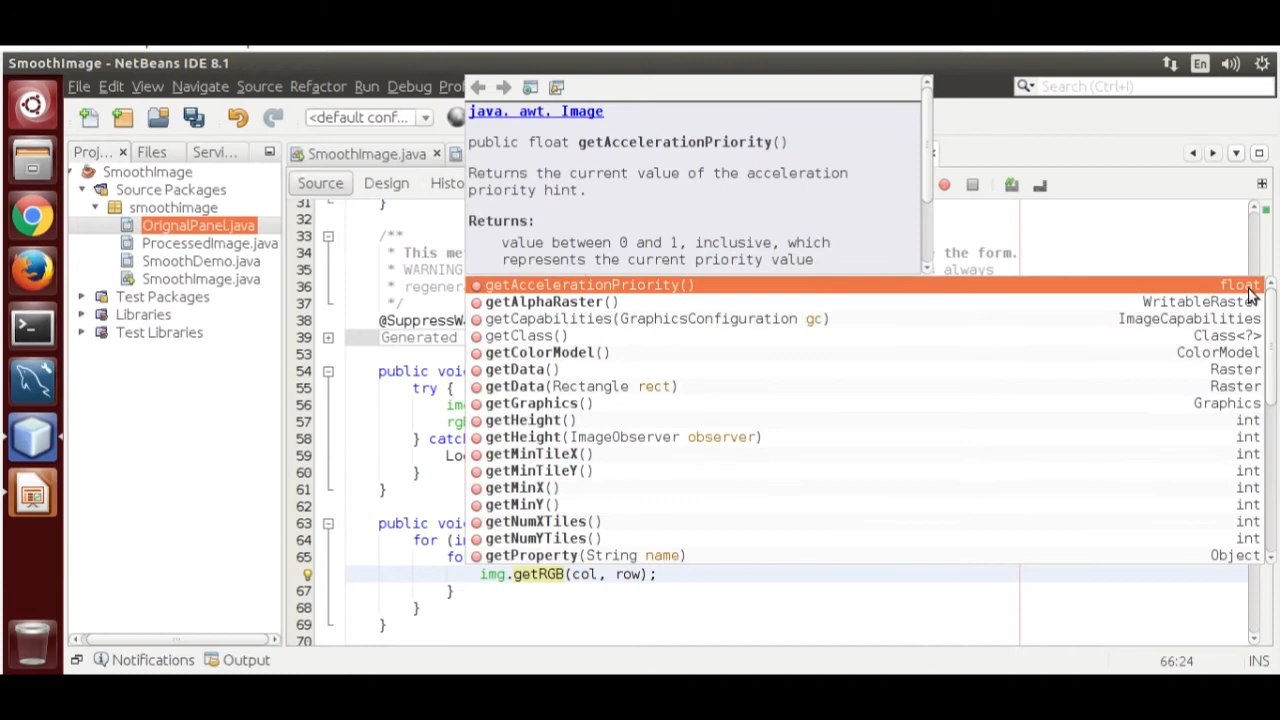 SmoothImage - NetBeans IDE 8.1
En
File Edit View Navigate Source Refactor Run Debug
Search (Ctrl+I)
<default conf...
Proj... Files Servi...
SmoothImage
Source Packages
smoothimage
OrignalPanel.java
ProcessedImage.java
SmoothDemo.java
SmoothImage.java
Test Packages
Libraries
Test Libraries
SmoothImage.java
Source Design Histo
java. awt. Image
public float getAccelerationPriority()
Returns the current value of the acceleration
priority hint.
Returns:
value between 0 and 1, inclusive, which
represents the current priority value
getAccelerationPriority() float
getAlphaRaster() WritableRaster
getCapabilities(GraphicsConfiguration gc) ImageCapabilities
getClass() Class<?>
getColorModel() ColorModel
getData() Raster
getData(Rectangle rect) Raster
getGraphics() Graphics
getHeight() int
getHeight(ImageObserver observer) int
getMinTileX() int
getMinTileY() int
getMinX() int
getMinY() int
getNumXTiles() int
getNumYTiles() int
getProperty(String name) Object
31 }
32
33 /**
34 * This me the form.
35 * WARNING always
36 * regener
37 */
38 @SuppressW
39 Generated
53
54 public voi
55 try {
56 im
57 rg
58 } catc
59 Lo
60 }
61 }
62
63 public voi
64 for (in
65 fo
img.getRGB(col, row);
67 }
68 }
69 }
70
Notifications Output
66:24 INS